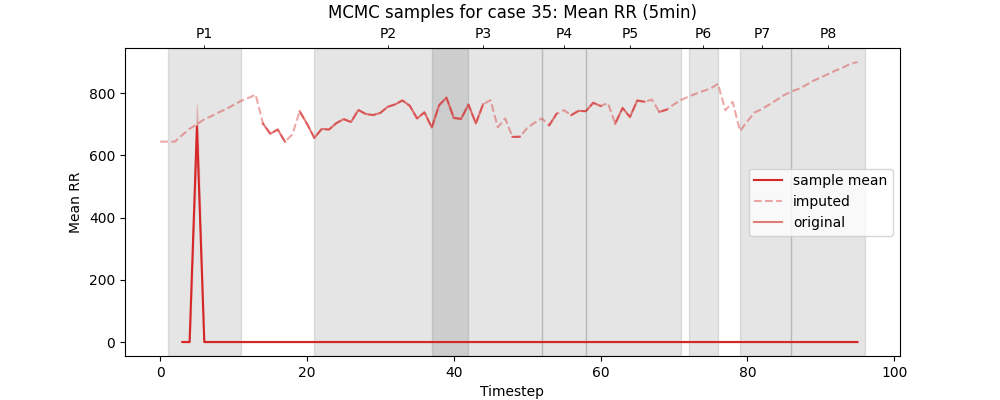 MCMC samples for case 35: Mean RR (5min)
P1 P2 P3 P4 P5 P6 P7 P8
800
600
400
200
0
Mean RR
sample mean
imputed
original
0 20 40 60 80 100
Timestep